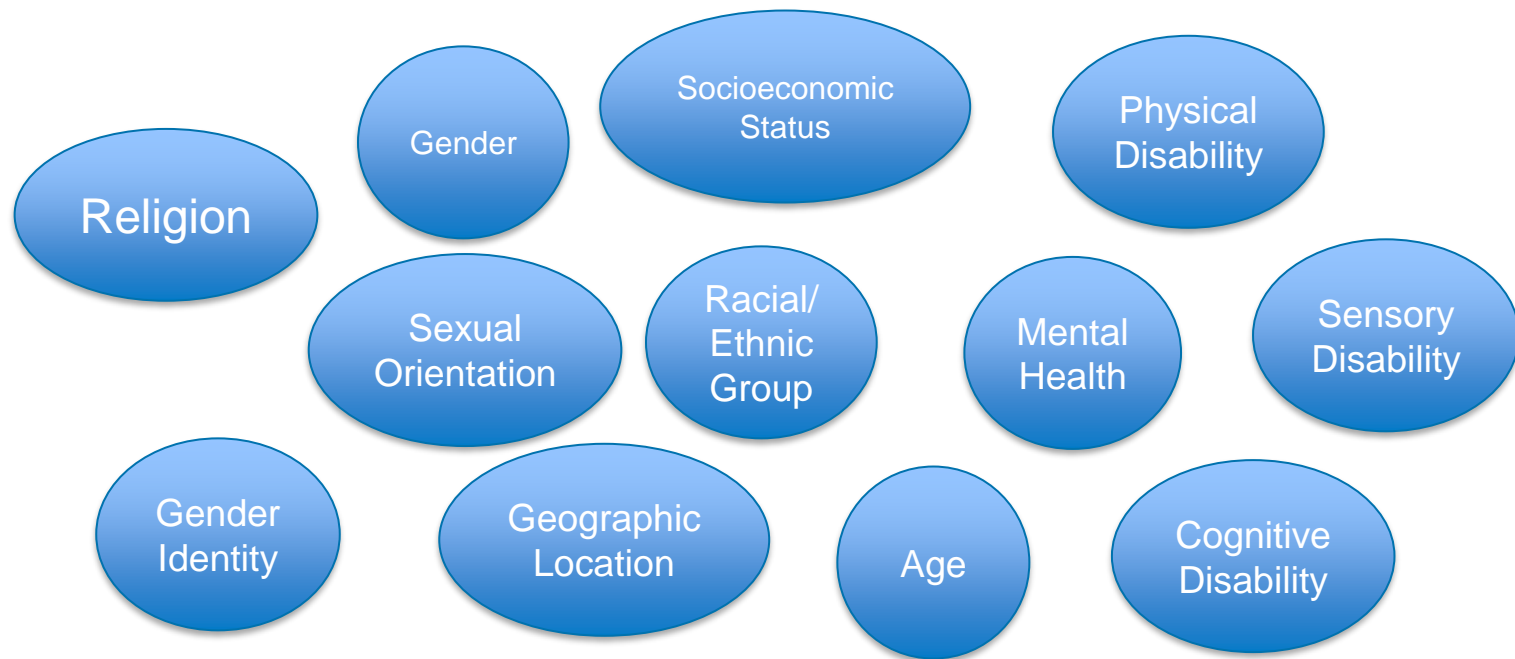 Religion
Gender
Socioeconomic
Status
Physical
Disability
Sexual
Orientation
Racial/
Ethnic
Group
Mental
Health
Sensory
Disability
Gender
Identity
Geographic
Location
Age
Cognitive
Disability